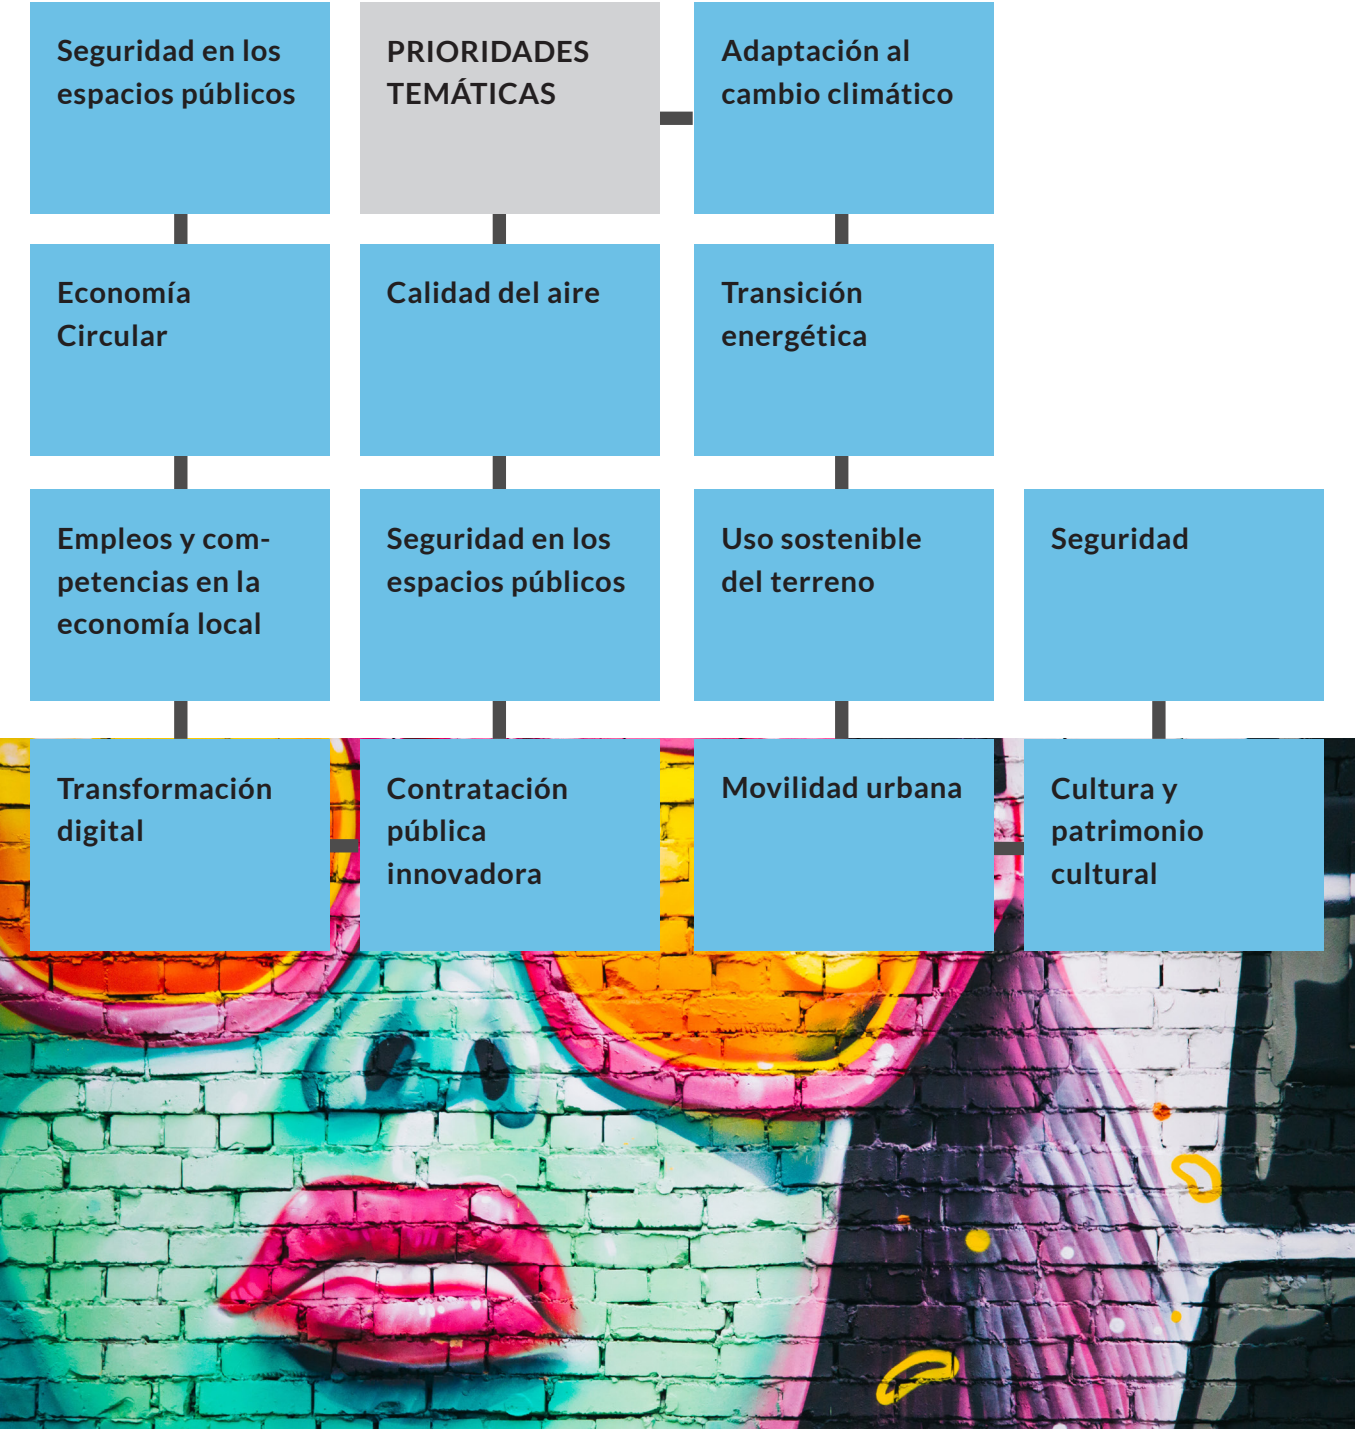 Seguridad en los
espacios públicos
PRIORIDADES
TEMÁTICAS
Adaptación al
cambio climático
Economía
Circular
Calidad del aire
Transición
energética
Empleos y com-
petencias en la
economía local
Seguridad en los
espacios públicos
Uso sostenible
del terreno
Seguridad
Transformación
digital
Contratación
pública
innovadora
Movilidad urbana
Cultura y
patrimonio
cultural